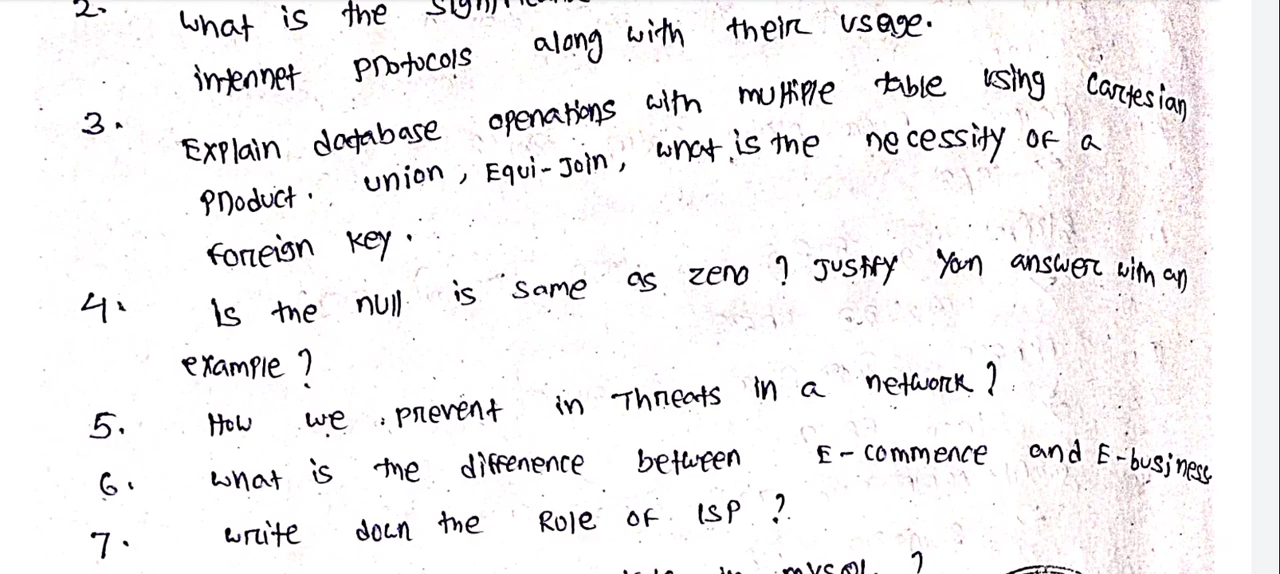 2. What is the
internet protocols along with their usage.
3. Explain database operations with multiple table using Cartesian
product. union, Equi-Join, what is the necessity of a
foreign key.
4. Is the null is same as zero? Justify your answer with an
example?
5. How we prevent in Threats in a network?
6. what is the difference between E-commerce and E-business
7. write down the Role of ISP?
in mysql ?